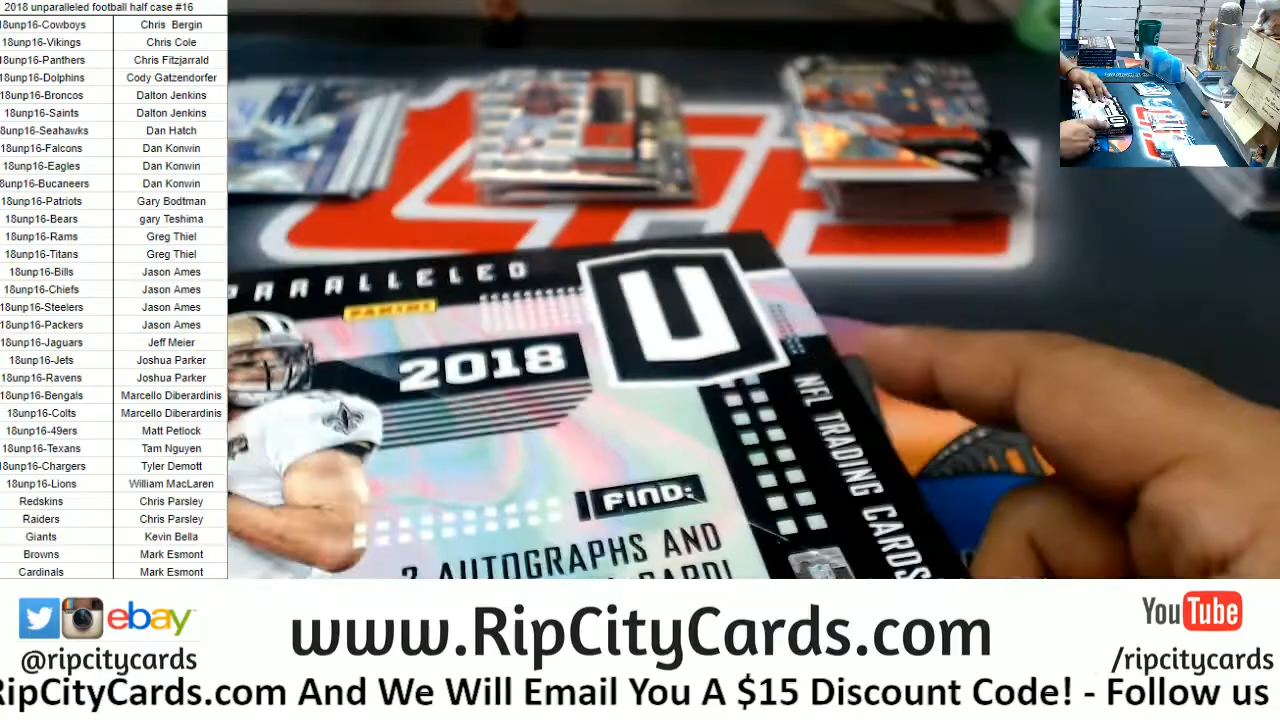 2018 unparalleled football half case #16
18unp16-Cowboys Chris Bergin
18unp16-Vikings Chris Cole
18unp16-Panthers Chris Fitzjarrald
18unp16-Dolphins Cody Gatzendorfer
18unp16-Broncos Dalton Jenkins
18unp16-Saints Dalton Jenkins
8unp16-Seahawks Dan Hatch
18unp16-Falcons Dan Konwin
18unp16-Eagles Dan Konwin
8unp16-Bucaneers Dan Konwin
18unp16-Patriots Gary Bodtman
18unp16-Bears gary Teshima
18unp16-Rams Greg Thiel
18unp16-Titans Greg Thiel
18unp16-Bills Jason Ames
18unp16-Chiefs Jason Ames
18unp16-Steelers Jason Ames
18unp16-Packers Jason Ames
18unp16-Jaguars Jeff Meier
18unp16-Jets Joshua Parker
18unp16-Ravens Joshua Parker
18unp16-Bengals Marcello Diberardinis
18unp16-Colts Marcello Diberardinis
18unp16-49ers Matt Petlock
18unp16-Texans Tam Nguyen
8unp16-Chargers Tyler Demott
18unp16-Lions William MacLaren
Redskins Chris Parsley
Raiders Chris Parsley
Giants Kevin Bella
Browns Mark Esmont
Cardinals Mark Esmont
ARALLELED
PANINI
U
2018
NFL TRADING CARDS
FIND:
2 AUTOGRAPHS AND
CARD!
ebay
@ripcitycards
www.RipCityCards.com
YouTube
/ripcitycards
RipCityCards.com And We Will Email You A $15 Discount Code! - Follow us